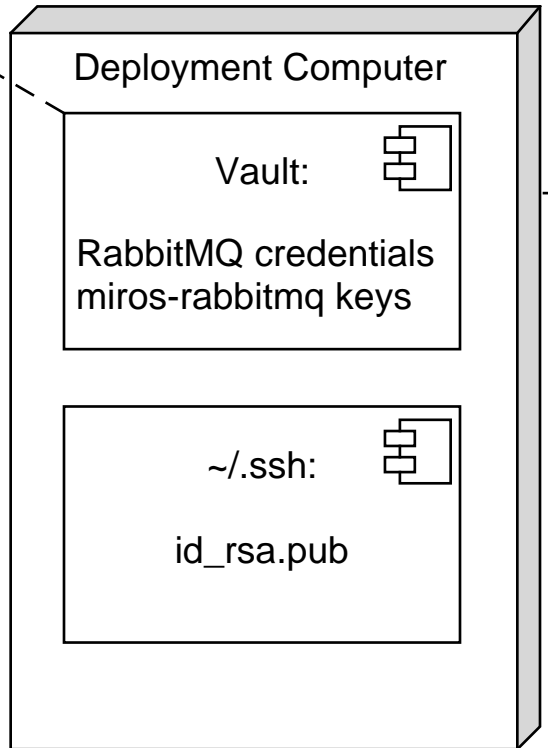 Deployment Computer
Vault:
RabbitMQ credentials
miros-rabbitmq keys
~/.ssh:
id_rsa.pub